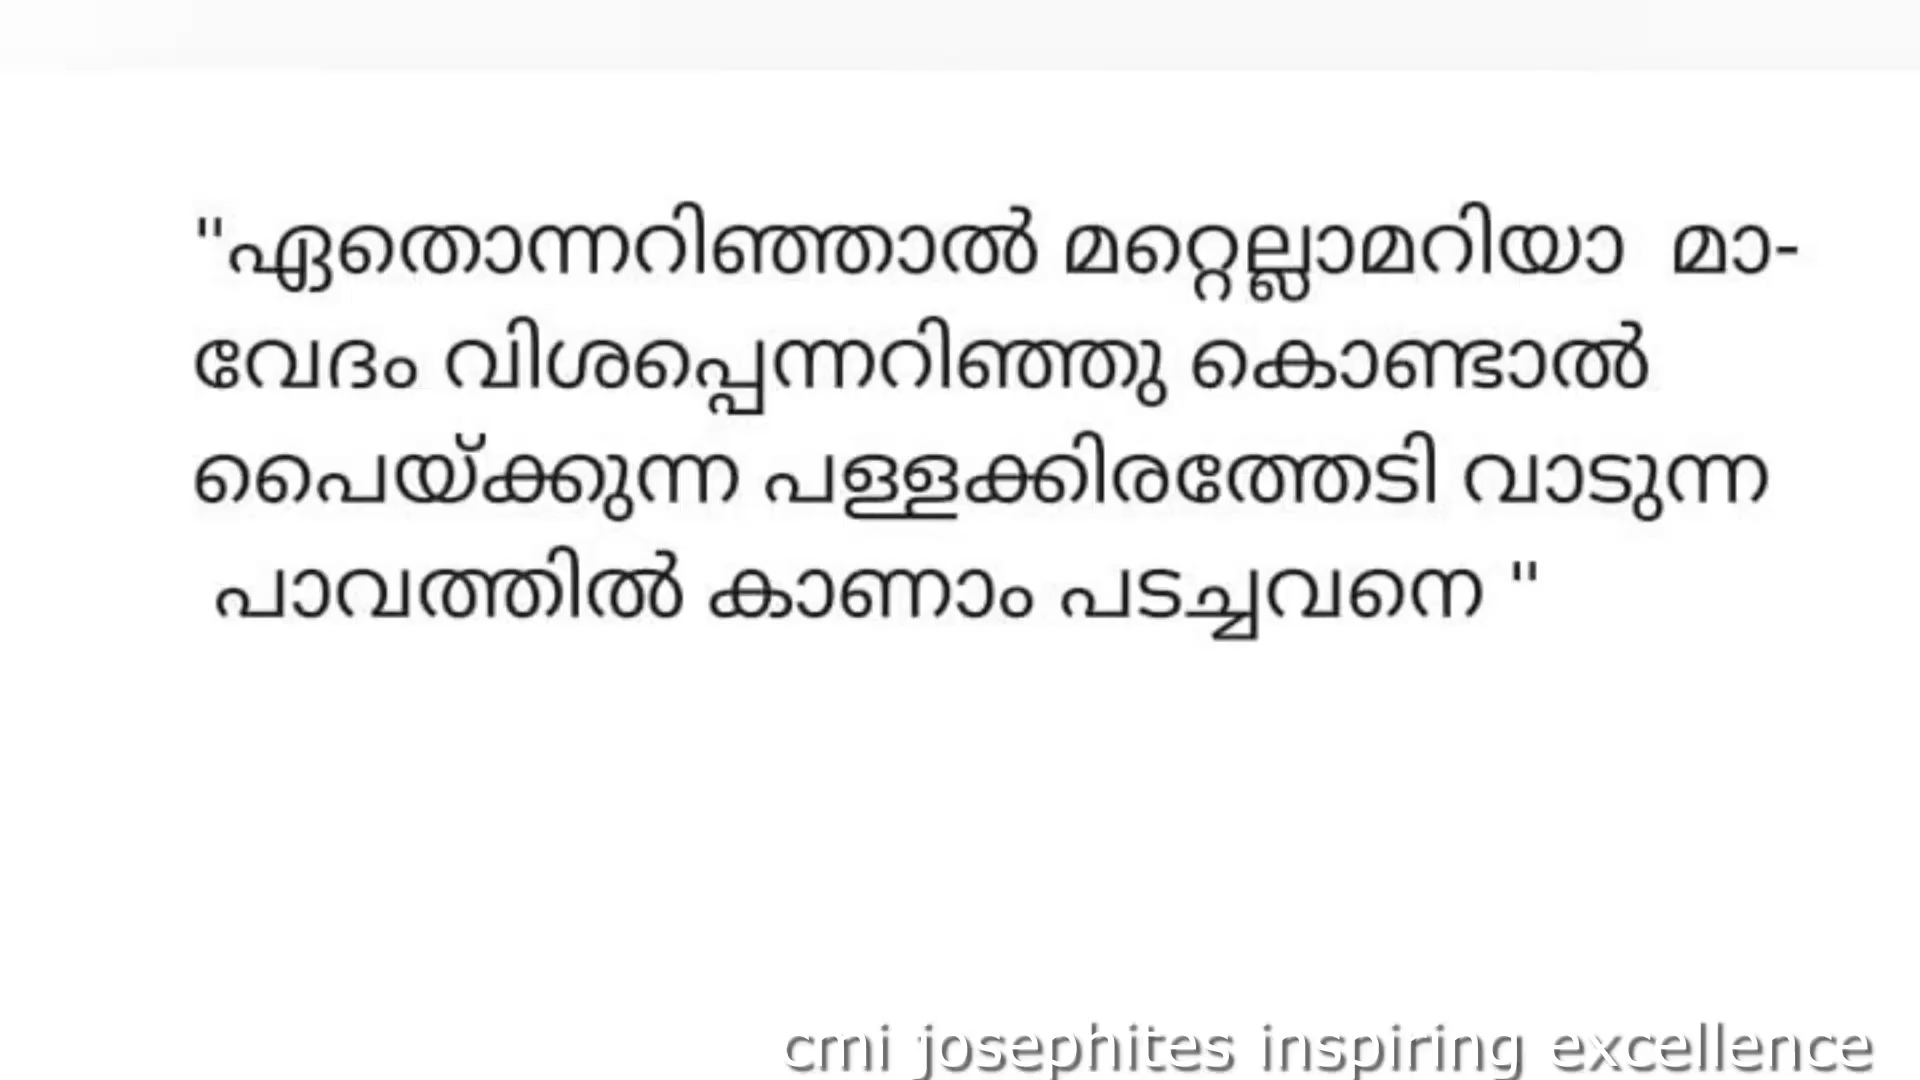 "ഏതൊന്നറിഞ്ഞാൽ മറ്റെല്ലാമറിയാ മാ-
വേദം വിശപ്പെന്നറിഞ്ഞു കൊണ്ടാൽ
പൈയ്ക്കുന്ന പള്ളക്കിരത്തേടി വാടുന്ന
പാവത്തിൽ കാണാം പടച്ചവനെ "
cmi josephites inspiring excellence